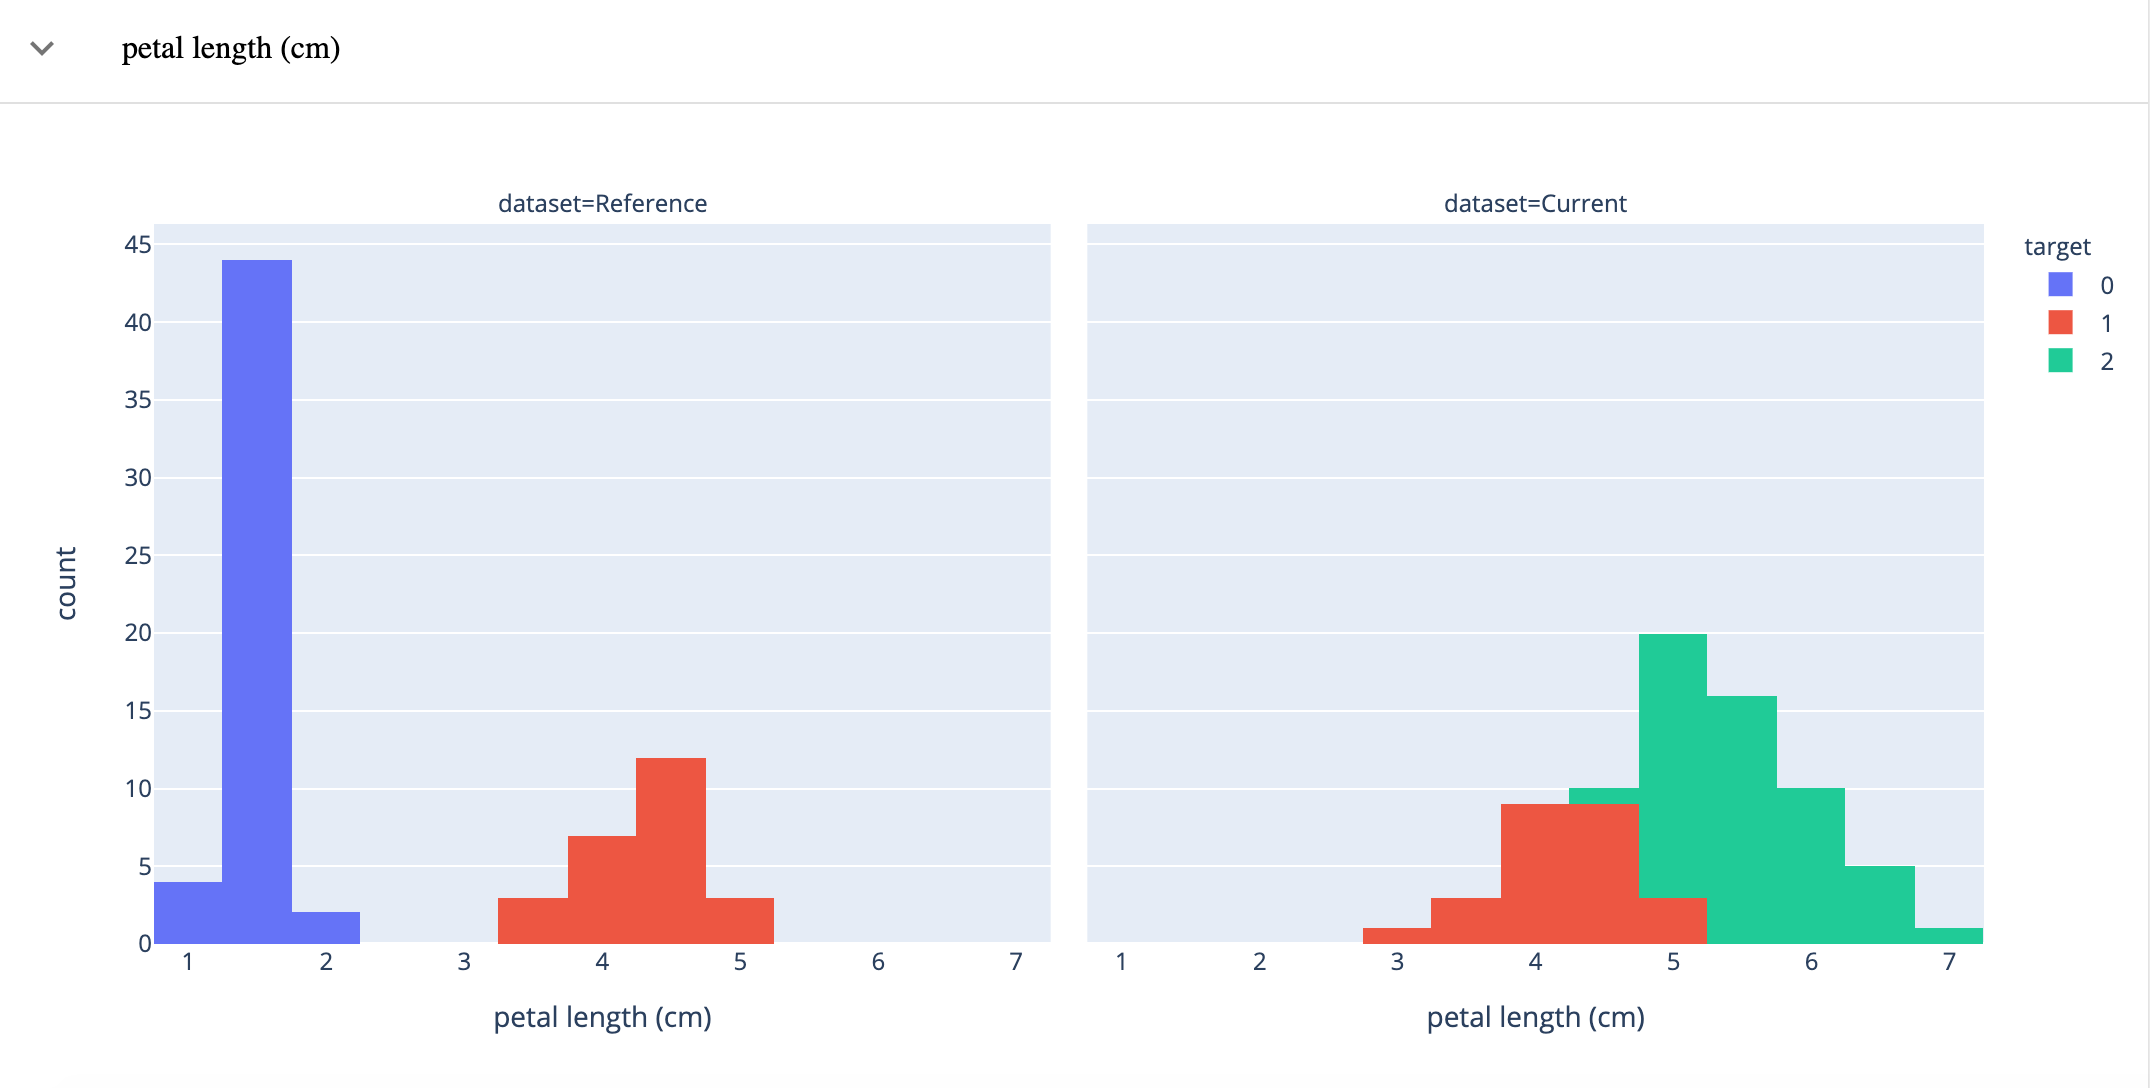 petal length (cm)
dataset=Reference
dataset=Current
target
0
1
2
count
45
40
35
30
25
20
15
10
5
0
1 2 3 4 5 6 7
1 2 3 4 5 6 7
petal length (cm)
petal length (cm)